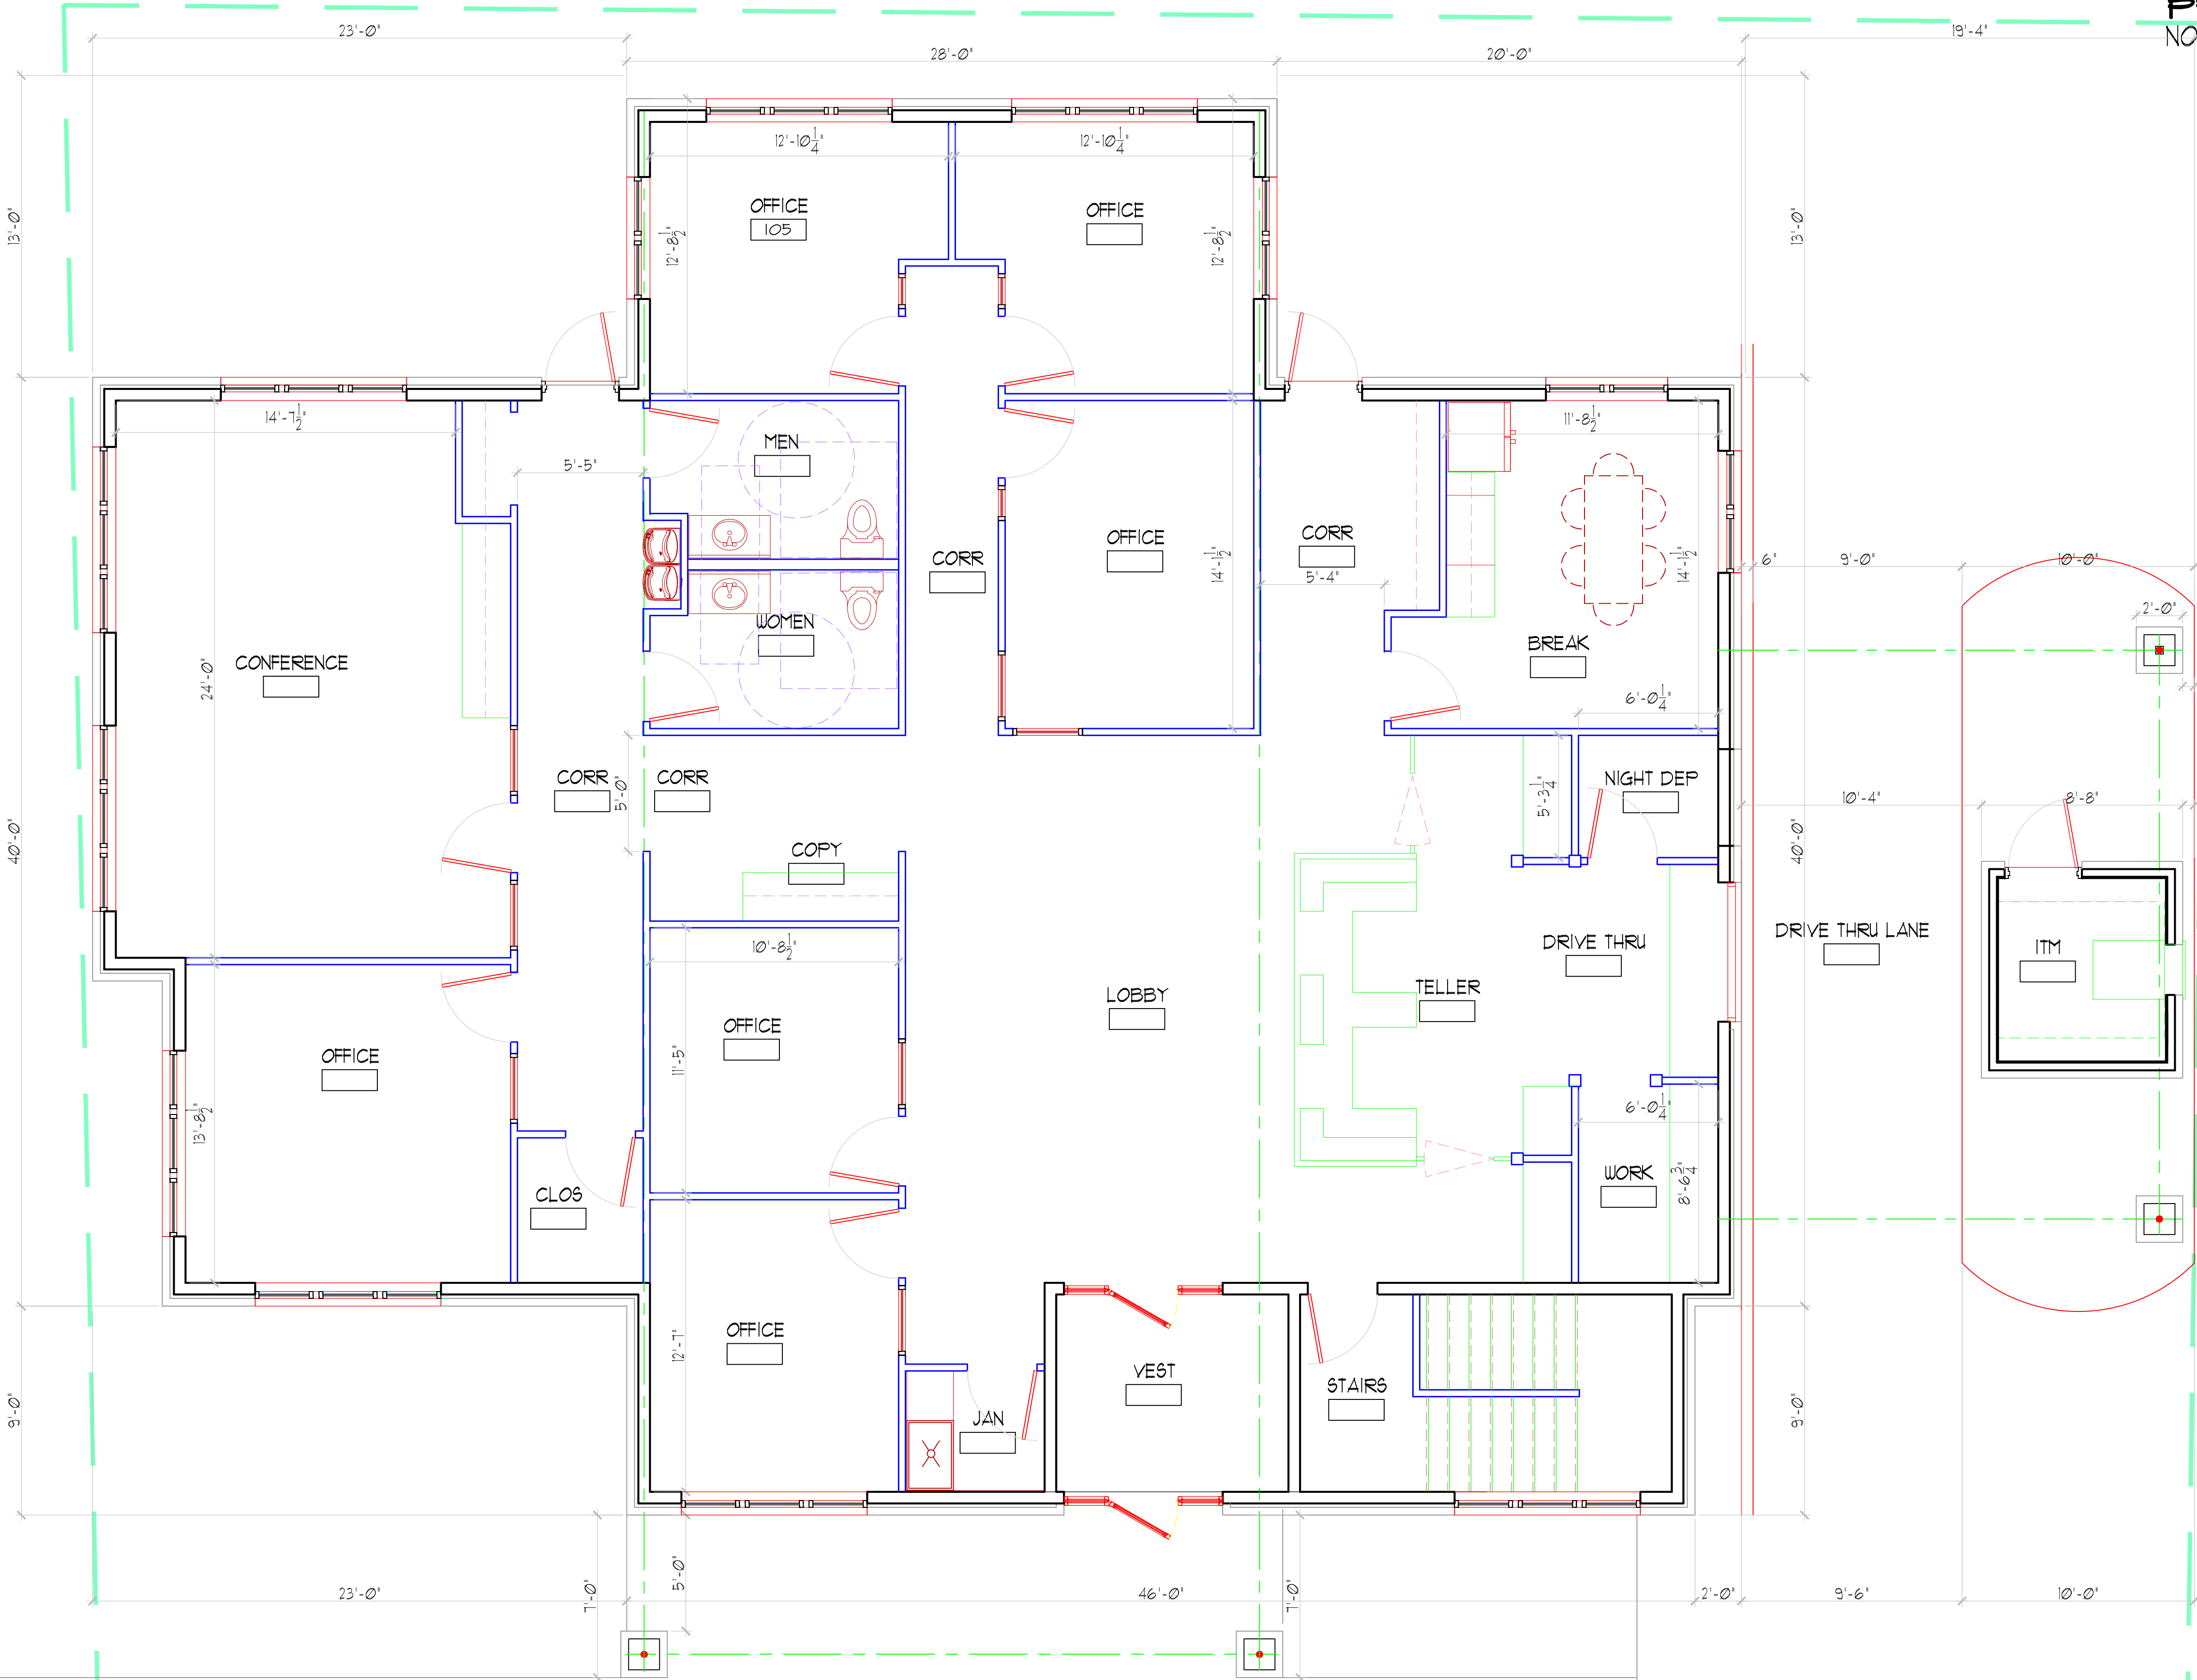 NO
23'-0"
28'-0"
20'-0"
19'-4"
12'-10 1/4"
12'-10 1/4"
OFFICE
105
OFFICE
13'-0"
12'-8 1/2"
12'-8 1/2"
13'-0"
14'-7 1/2"
11'-8 1/2"
MEN
5'-5"
CORR
OFFICE
CORR
14'-1 1/2"
14'-1 1/2"
6"
9'-0"
10'-0"
5'-4"
2'-0"
WOMEN
BREAK
CONFERENCE
24'-0"
6'-0 1/4"
CORR
CORR
5'-0"
5'-3 1/4"
NIGHT DEP
10'-4"
8'-8"
40'-0"
40'-0"
COPY
10'-8 1/2"
DRIVE THRU
DRIVE THRU LANE
ITM
LOBBY
TELLER
OFFICE
OFFICE
11'-5"
13'-8 1/2"
6'-0 1/4"
WORK
8'-6 3/4"
CLOS
OFFICE
12'-7"
VEST
STAIRS
JAN
9'-0"
9'-0"
23'-0"
7'-0"
5'-0"
46'-0"
7'-0"
2'-0"
9'-6"
10'-0"